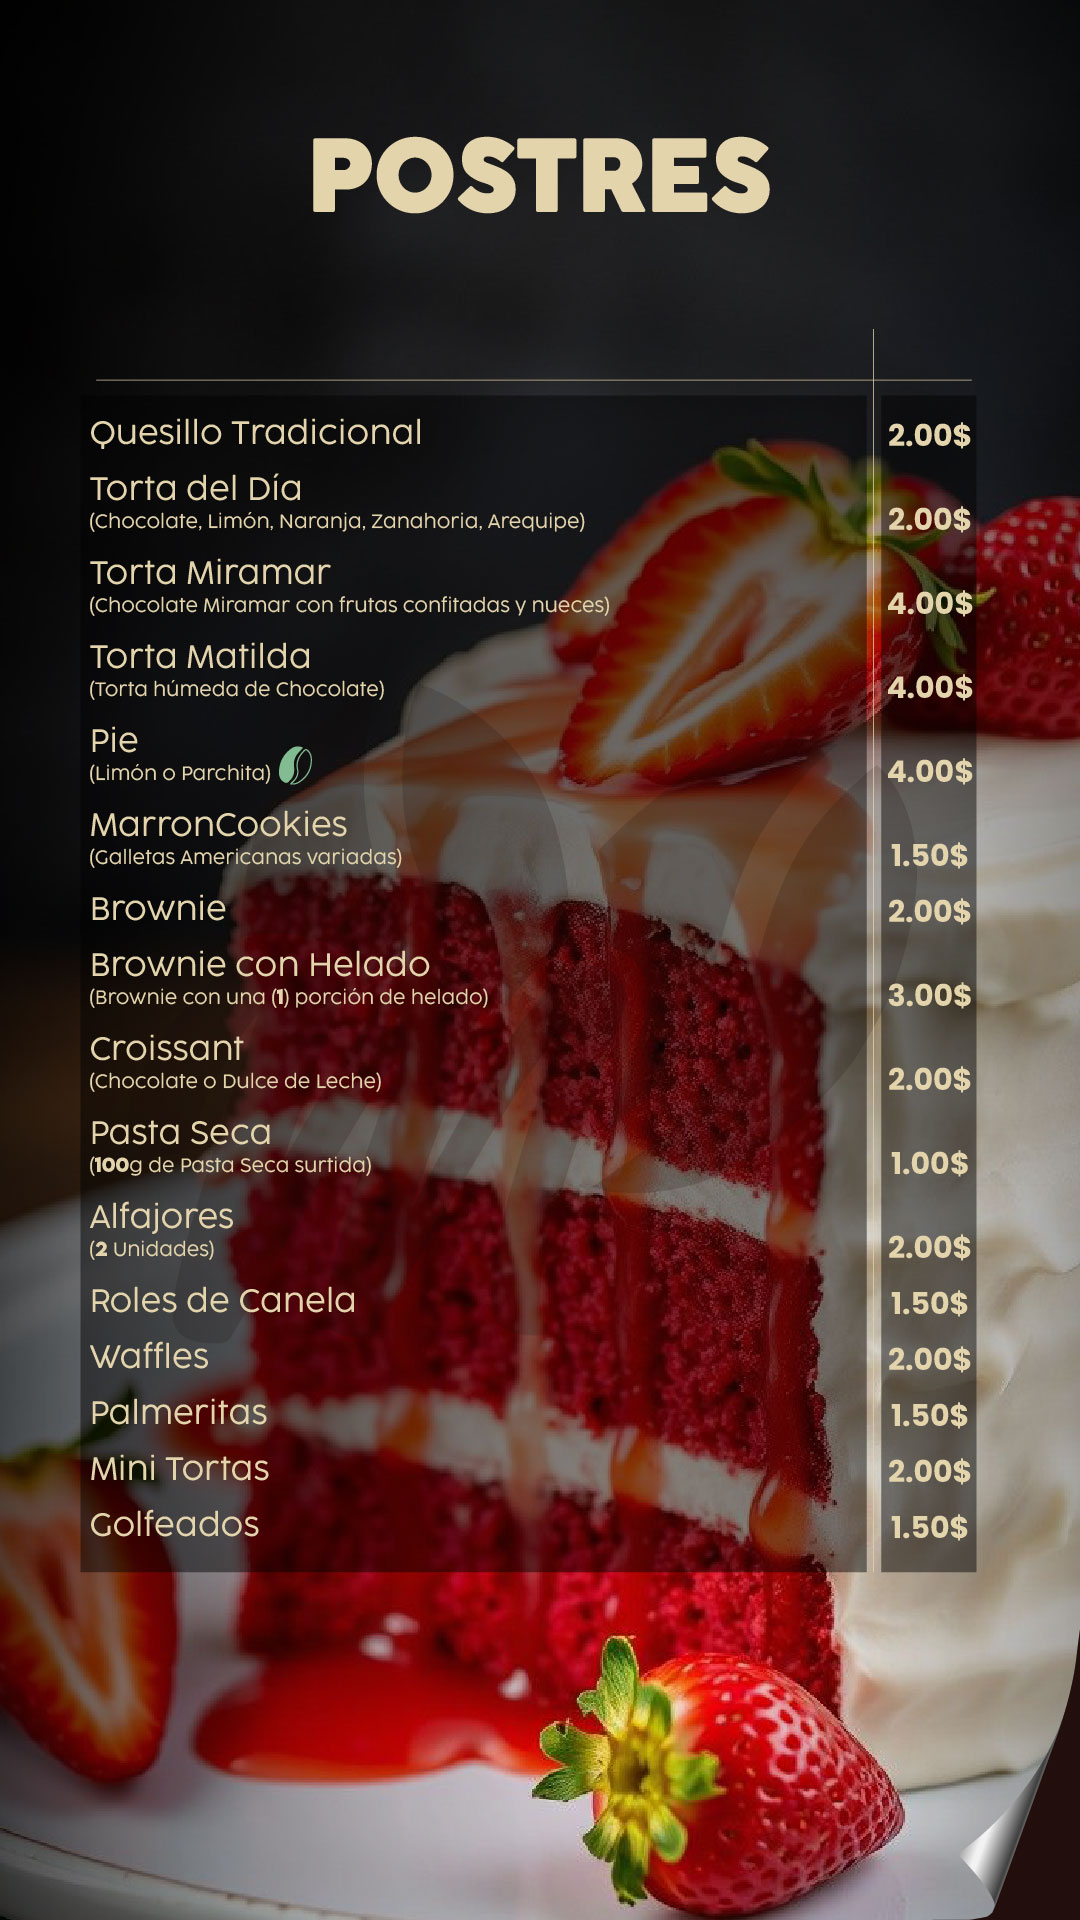 POSTRES
Quesillo Tradicional 2.00$
Torta del Día
(Chocolate, Limón, Naranja, Zanahoria, Arequipe) 2.00$
Torta Miramar
(Chocolate Miramar con frutas confitadas y nueces) 4.00$
Torta Matilda
(Torta húmeda de Chocolate) 4.00$
Pie
(Limón o Parchita) 4.00$
MarronCookies
(Galletas Americanas variadas) 1.50$
Brownie 2.00$
Brownie con Helado
(Brownie con una (1) porción de helado) 3.00$
Croissant
(Chocolate o Dulce de Leche) 2.00$
Pasta Seca
(100g de Pasta Seca surtida) 1.00$
Alfajores
(2 Unidades) 2.00$
Roles de Canela 1.50$
Waffles 2.00$
Palmeritas 1.50$
Mini Tortas 2.00$
Golfeados 1.50$